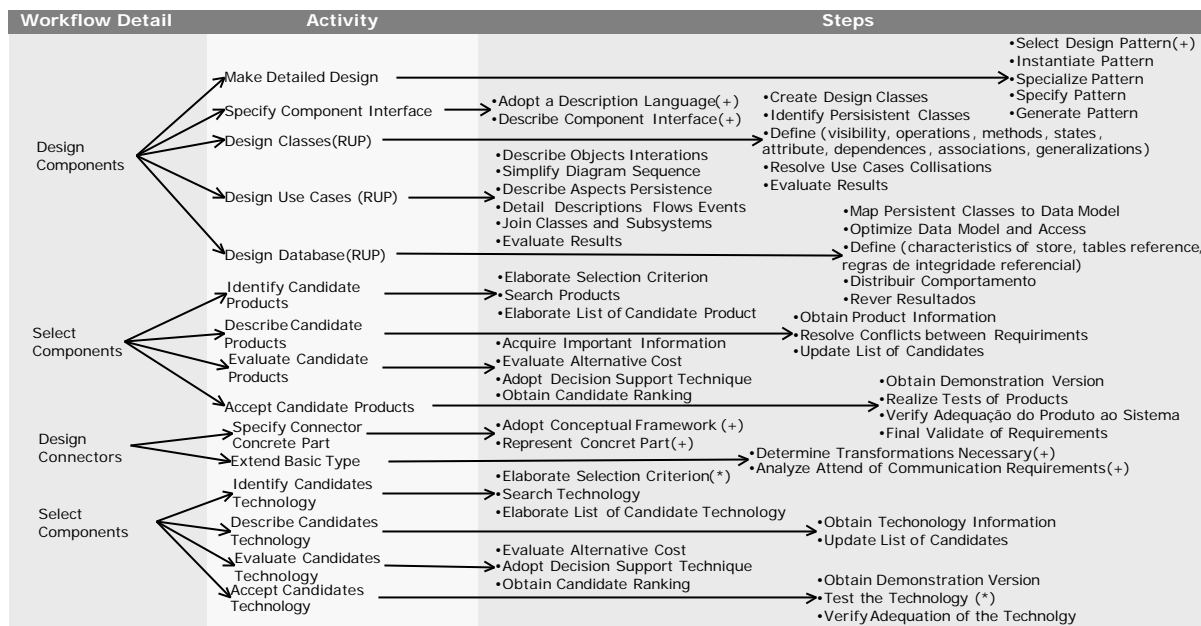 Workflow Detail Activity Steps
Design
Components
Make Detailed Design
•Select Design Pattern(+)
•Instantiate Pattern
•Specialize Pattern
•Specify Pattern
•Generate Pattern
Specify Component Interface
•Adopt a Description Language(+)
•Describe Component Interface(+)
Design Classes(RUP)
•Create Design Classes
•Identify Persisistent Classes
•Define (visibility, operations, methods, states,
attribute, dependences, associations, generalizations)
•Resolve Use Cases Collisations
•Evaluate Results
Design Use Cases (RUP)
•Describe Objects Interations
•Simplify Diagram Sequence
•Describe Aspects Persistence
•Detail Descriptions Flows Events
•Join Classes and Subsystems
•Evaluate Results
Design Database(RUP)
•Map Persistent Classes to Data Model
•Optimize Data Model and Access
•Define (characteristics of store, tables reference,
regras de integridade referencial)
•Distribuir Comportamento
•Rever Resultados
Select
Components
Identify Candidate
Products
•Elaborate Selection Criterion
•Search Products
•Elaborate List of Candidate Product
Describe Candidate
Products
•Obtain Product Information
•Resolve Conflicts between Requiriments
•Update List of Candidates
Evaluate Candidate
Products
•Acquire Important Information
•Evaluate Alternative Cost
•Adopt Decision Support Technique
•Obtain Candidate Ranking
Accept Candidate Products
•Obtain Demonstration Version
•Realize Tests of Products
•Verify Adequação do Produto ao Sistema
•Final Validate of Requirements
Design
Connectors
Specify Connector
Concrete Part
•Adopt Conceptual Framework (+)
•Represent Concret Part(+)
Extend Basic Type
•Determine Transformations Necessary(+)
•Analyze Attend of Communication Requirements(+)
Select
Components
Identify Candidates
Technology
•Elaborate Selection Criterion(*)
•Search Technology
•Elaborate List of Candidate Technology
Describe Candidates
Technology
•Obtain Techonology Information
•Update List of Candidates
Evaluate Candidates
Technology
•Evaluate Alternative Cost
•Adopt Decision Support Technique
•Obtain Candidate Ranking
Accept Candidates
Technology
•Obtain Demonstration Version
•Test the Technology (*)
•Verify Adequation of the Technolgy